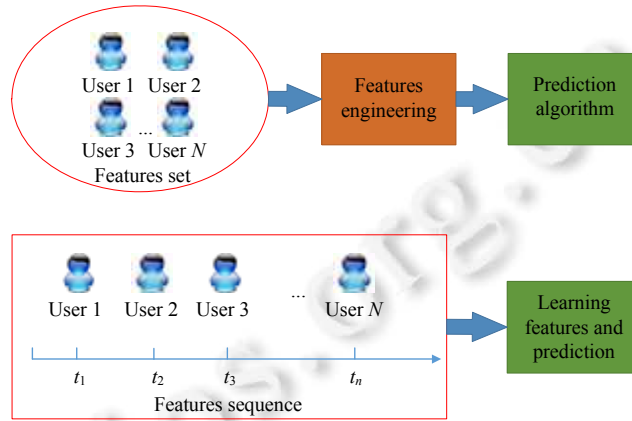 User 1 User 2
User 3 ... User N
Features set
Features
engineering
Prediction
algorithm
User 1 User 2 User 3 ... User N
t1 t2 t3 tn
Features sequence
Learning
features and
prediction